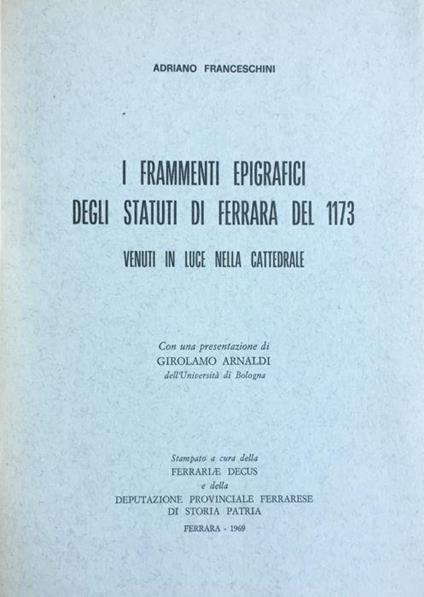 ADRIANO FRANCESCHINI
I FRAMMENTI EPIGRAFICI
DEGLI STATUTI DI FERRARA DEL 1173
VENUTI IN LUCE NELLA CATTEDRALE
Con una presentazione di
GIROLAMO ARNALDI
dell'Università di Bologna
Stampato a cura della
FERRARIÆ DECUS
e della
DEPUTAZIONE PROVINCIALE FERRARESE
DI STORIA PATRIA
FERRARA - 1969